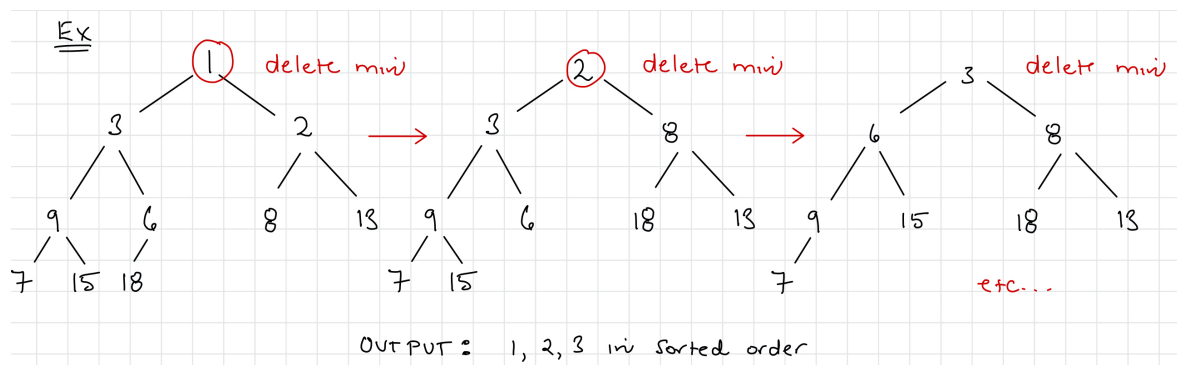 Ex
1 delete min 2 delete min 3 delete min
3 2 → 3 8 → 6 8
9 6 8 13 9 6 18 13 9 15 18 13
7 15 18 7 15 7 etc...
OUTPUT: 1, 2, 3 in sorted order